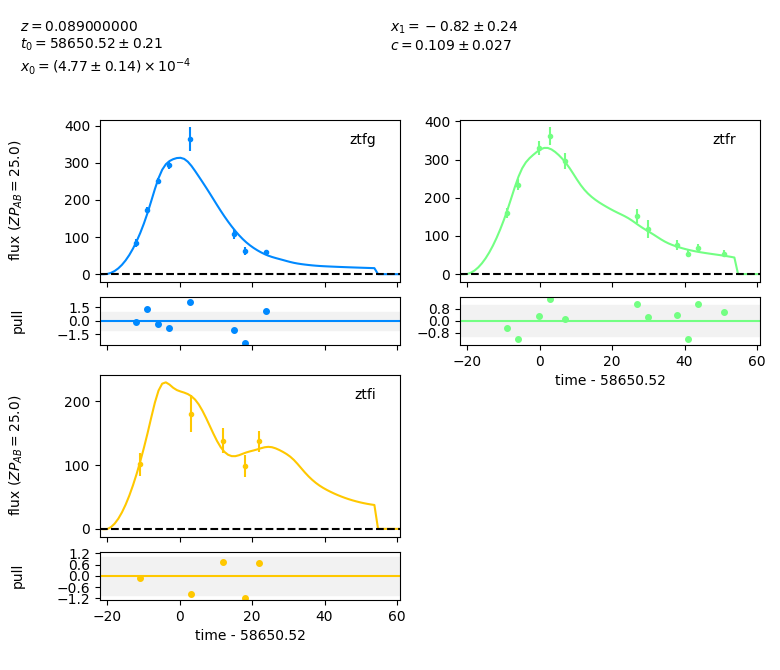 z = 0.089000000
t₀ = 58650.52 ± 0.21
x₀ = (4.77 ± 0.14) × 10⁻⁴
x₁ = −0.82 ± 0.24
c = 0.109 ± 0.027
flux (ZP_AB = 25.0)
400
300
200
100
0
ztfg
pull
1.5
0.0
−1.5
400
300
200
100
0
ztfr
0.8
0.0
−0.8
−20 0 20 40 60
time - 58650.52
flux (ZP_AB = 25.0)
200
100
0
ztfi
pull
1.2
0.6
0.0
−0.6
−1.2
−20 0 20 40 60
time - 58650.52